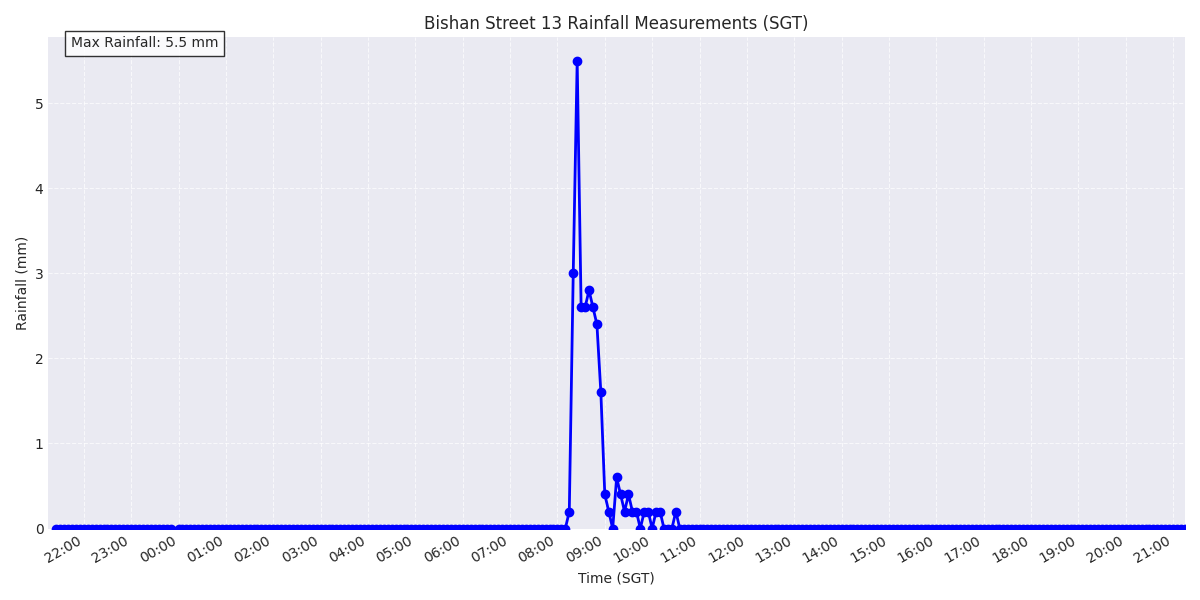 Bishan Street 13 Rainfall Measurements (SGT)
Max Rainfall: 5.5 mm
5
4
3
2
1
0
Rainfall (mm)
22:00 23:00 00:00 01:00 02:00 03:00 04:00 05:00 06:00 07:00 08:00 09:00 10:00 11:00 12:00 13:00 14:00 15:00 16:00 17:00 18:00 19:00 20:00 21:00
Time (SGT)